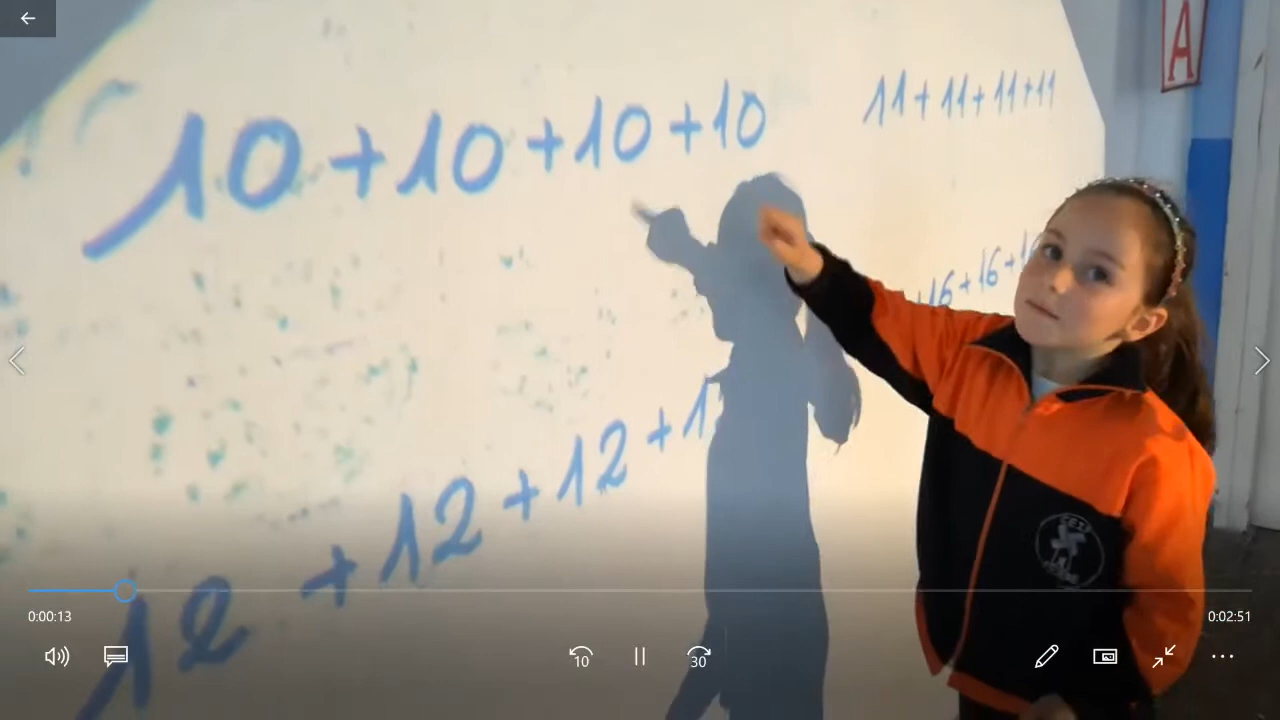 A
10 + 10 + 10 + 10
11 + 11 + 11 + 11
+ 16 + 16 +
12 + 12 + 12 +
0:00:13
0:02:51
10
30